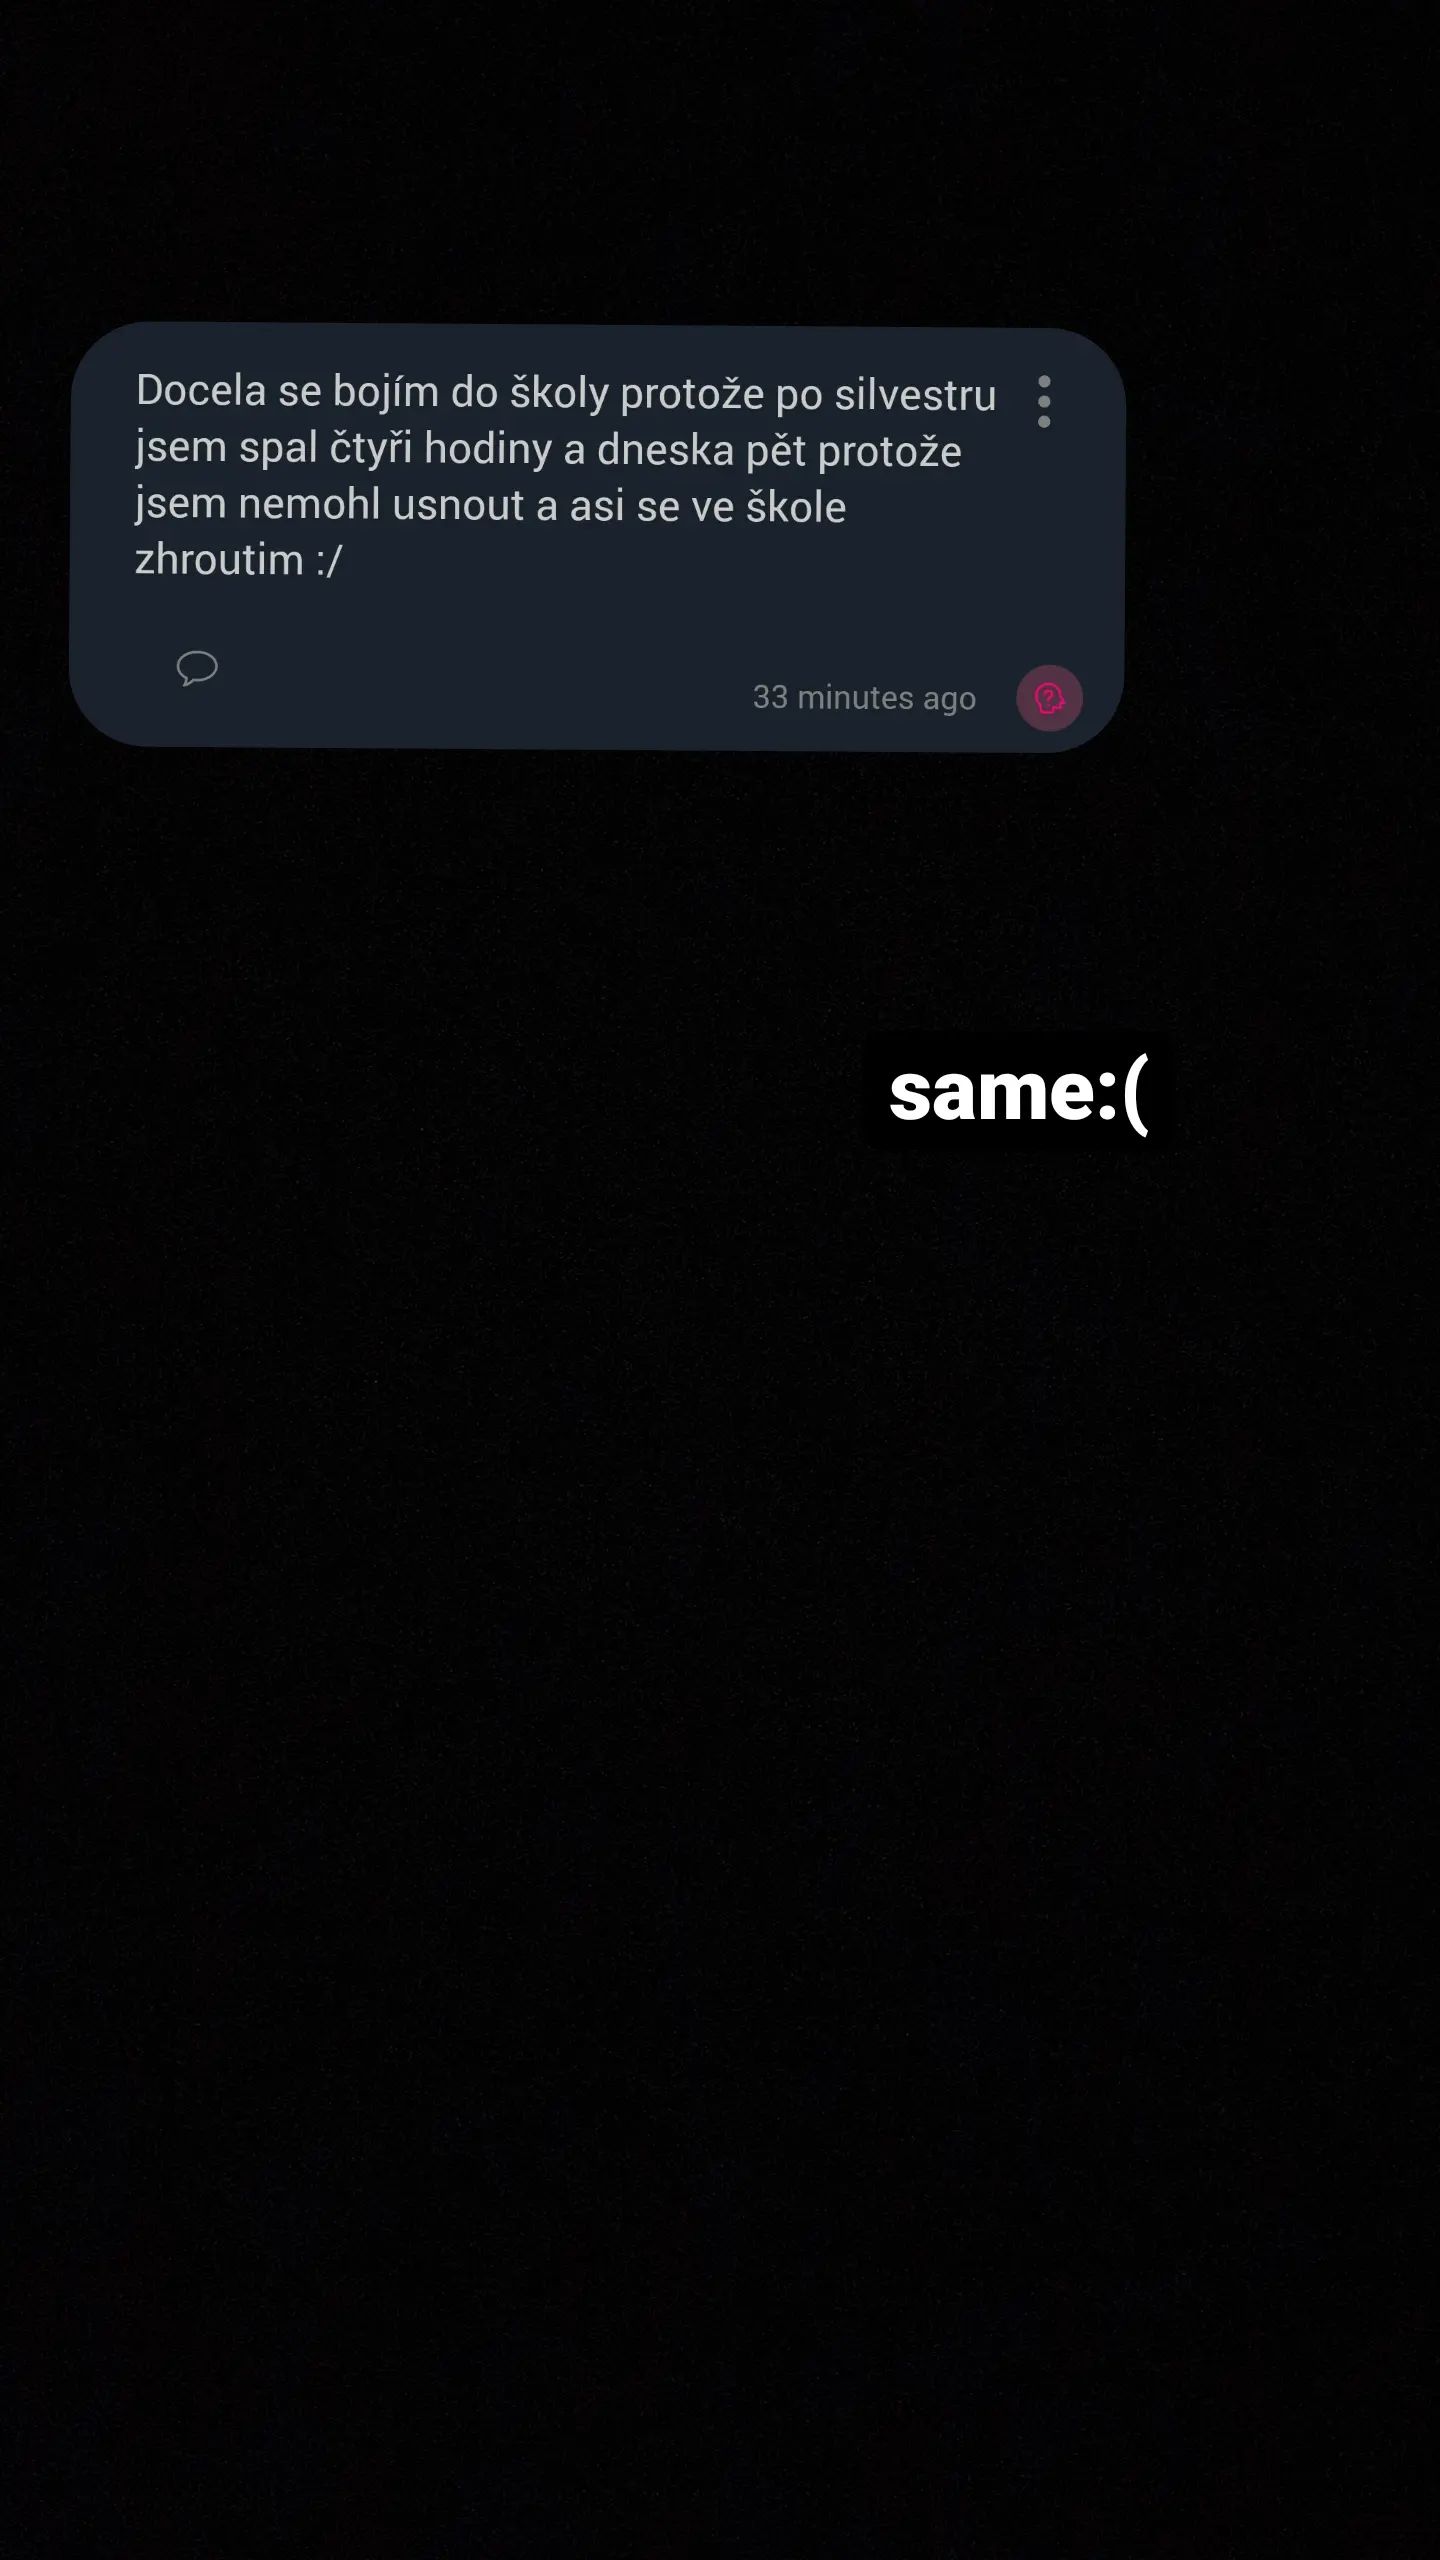 Docela se bojím do školy protože po silvestru
jsem spal čtyři hodiny a dneska pět protože
jsem nemohl usnout a asi se ve škole
zhroutim :/
33 minutes ago
same:(